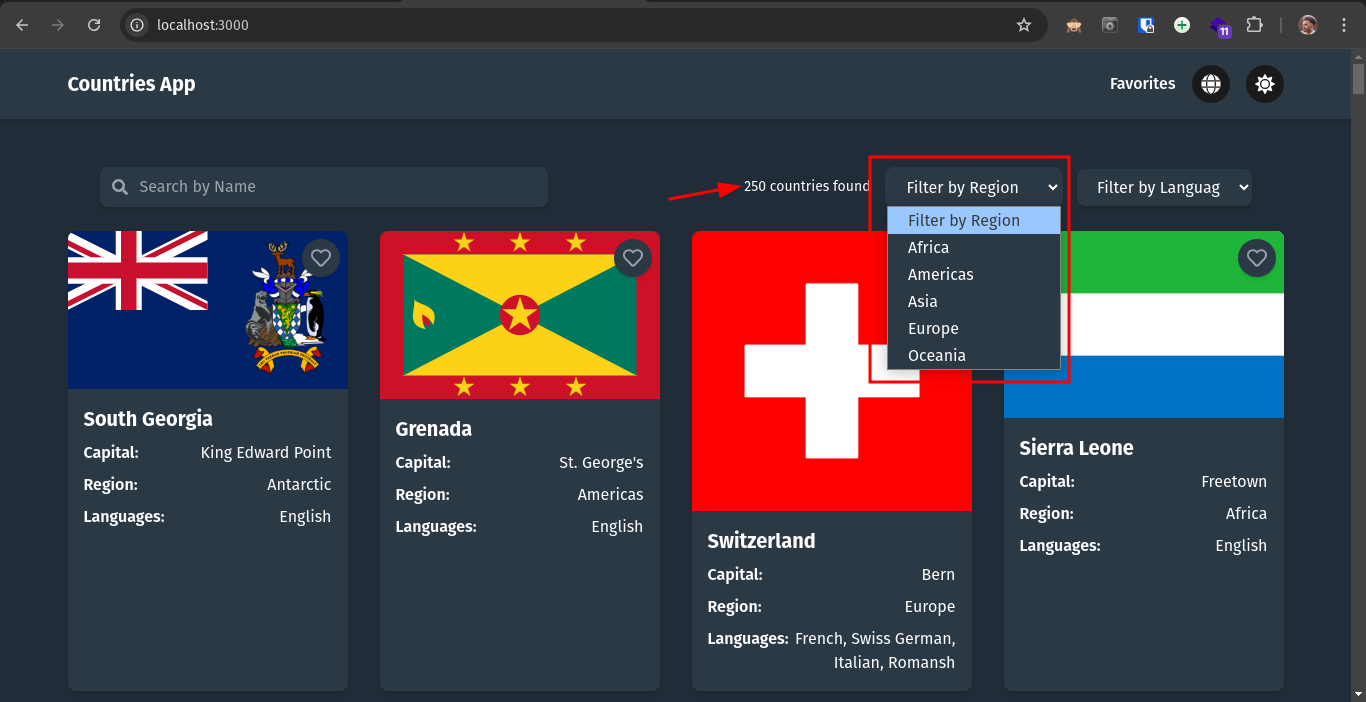 localhost:3000
11
Countries App
Favorites
Search by Name
250 countries found
Filter by Region
Filter by Languag
Filter by Region
Africa
Americas
Asia
Europe
Oceania
South Georgia
Capital: King Edward Point
Region: Antarctic
Languages: English
Grenada
Capital: St. George's
Region: Americas
Languages: English
Switzerland
Capital: Bern
Region: Europe
Languages: French, Swiss German,
Italian, Romansh
Sierra Leone
Capital: Freetown
Region: Africa
Languages: English